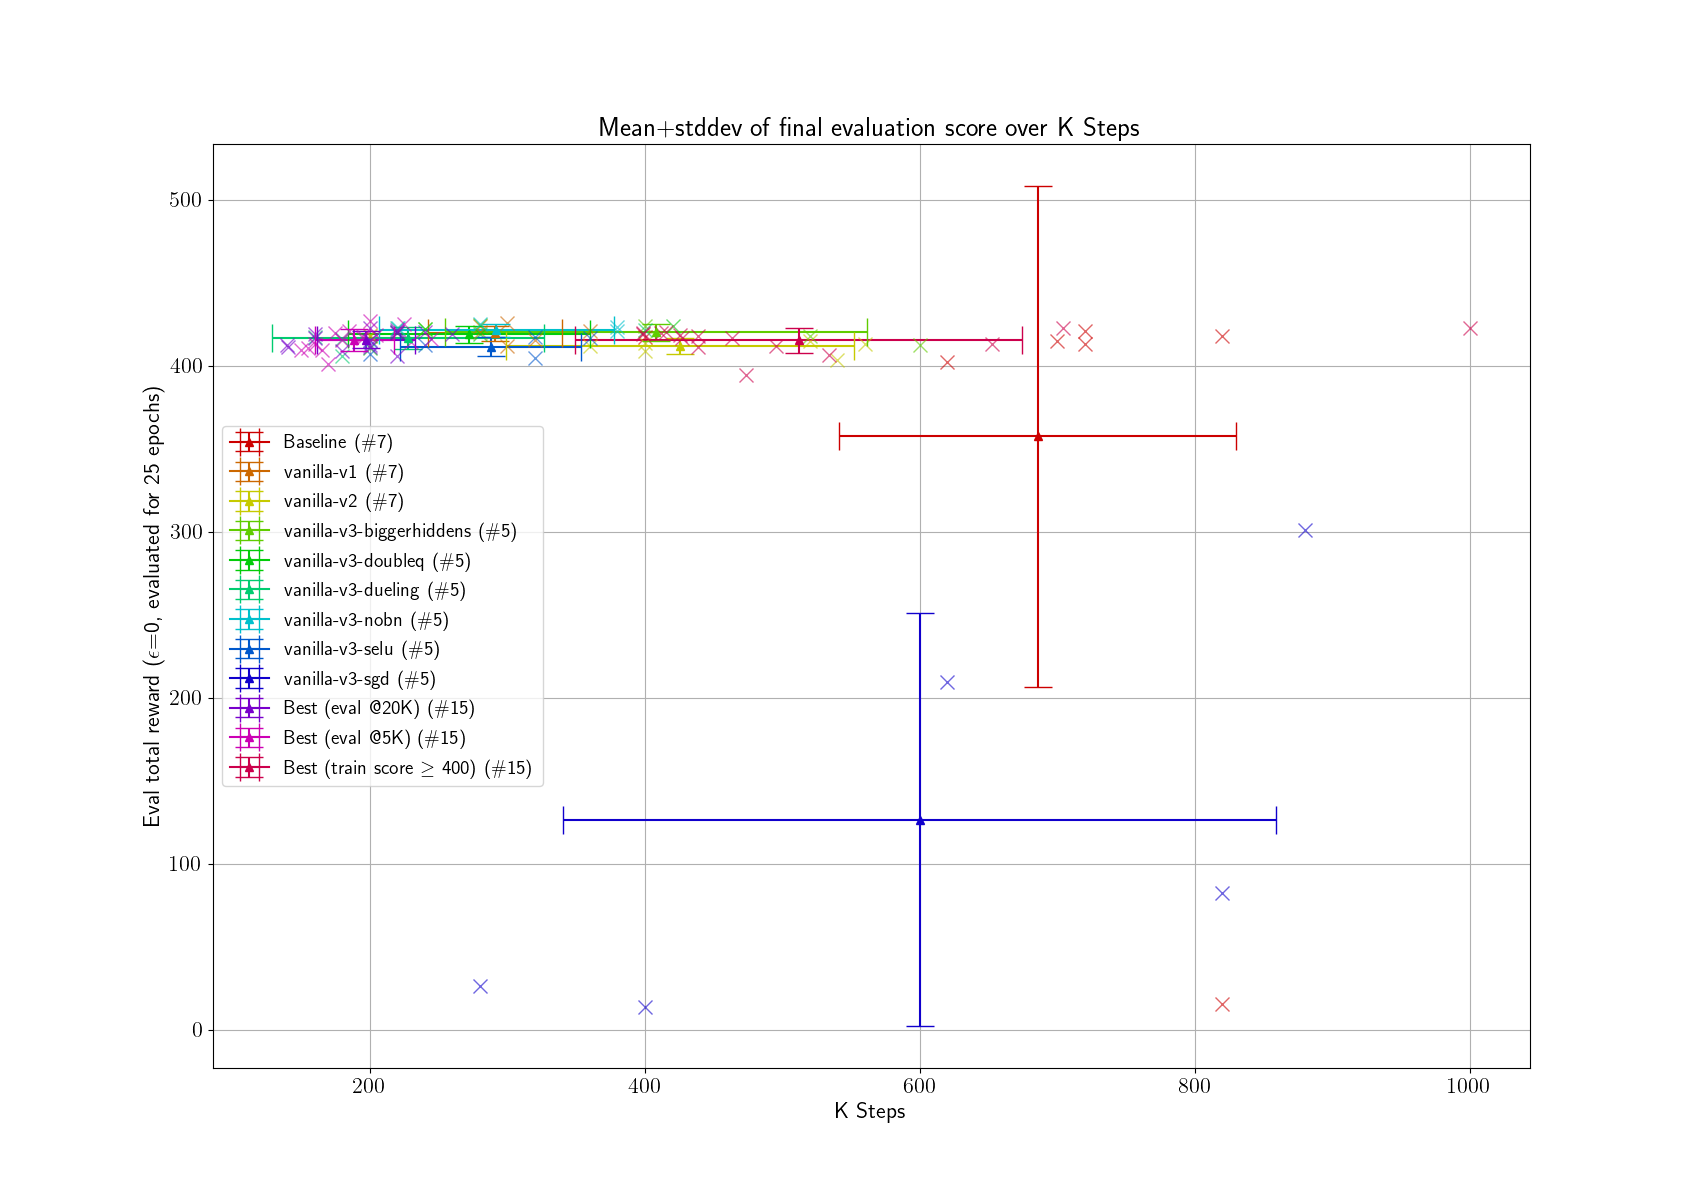 Mean+stddev of final evaluation score over K Steps
Eval total reward (ϵ=0, evaluated for 25 epochs)
500
400
300
200
100
0
Baseline (#7)
vanilla-v1 (#7)
vanilla-v2 (#7)
vanilla-v3-biggerhiddens (#5)
vanilla-v3-doubleq (#5)
vanilla-v3-dueling (#5)
vanilla-v3-nobn (#5)
vanilla-v3-selu (#5)
vanilla-v3-sgd (#5)
Best (eval @20K) (#15)
Best (eval @5K) (#15)
Best (train score ≥ 400) (#15)
200 400 600 800 1000
K Steps